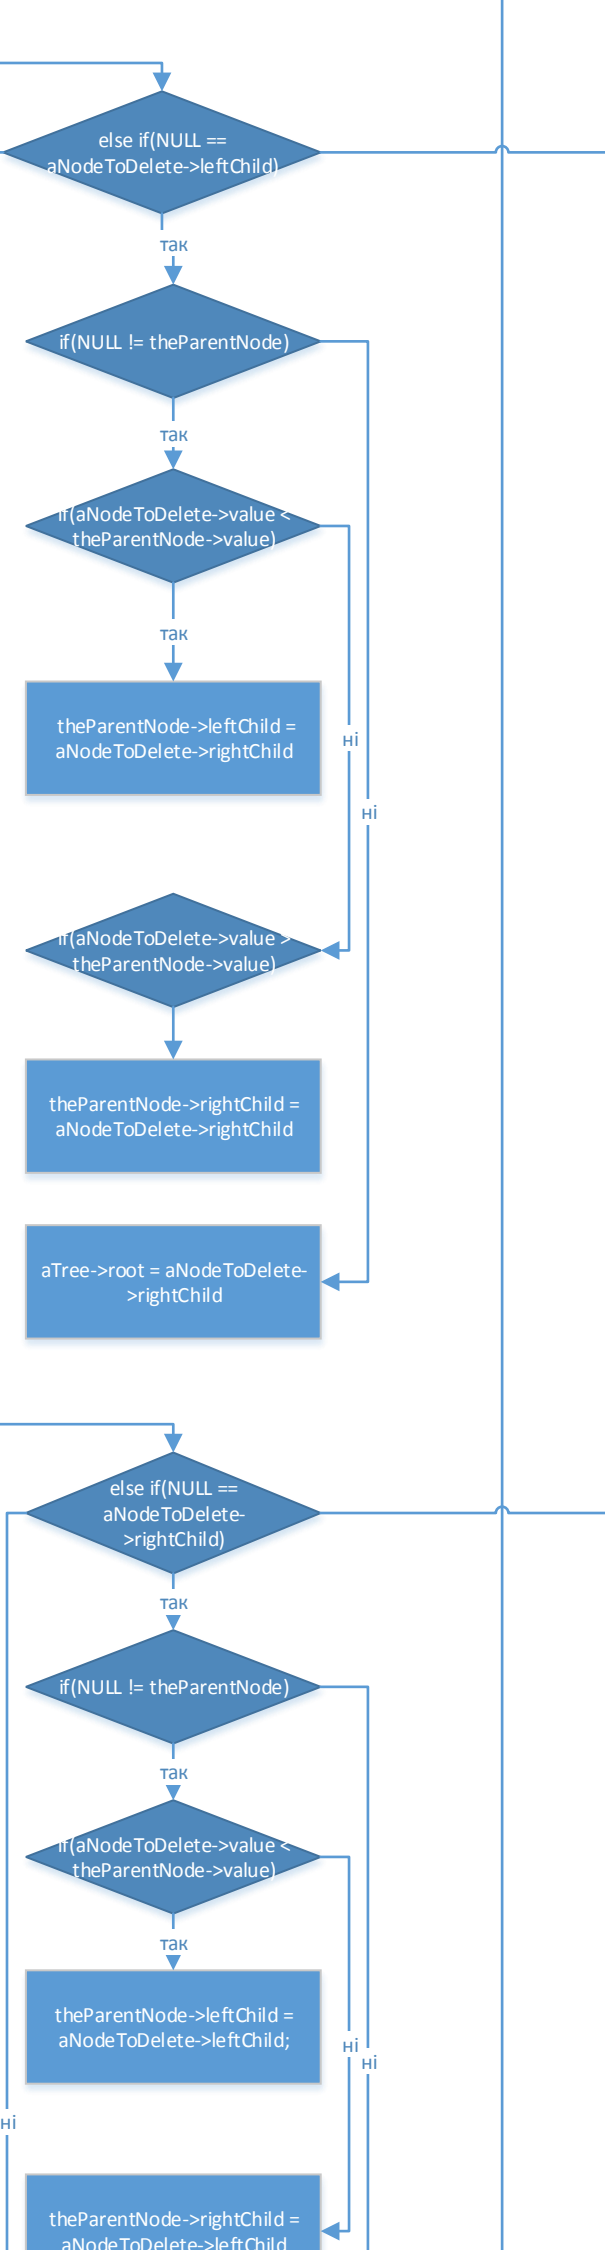 else if(NULL ==
aNodeToDelete->leftChild)
так
if(NULL != theParentNode)
так
if(aNodeToDelete->value <
theParentNode->value)
так
theParentNode->leftChild =
aNodeToDelete->rightChild
ні
ні
if(aNodeToDelete->value >
theParentNode->value)
theParentNode->rightChild =
aNodeToDelete->rightChild
aTree->root = aNodeToDelete-
>rightChild
else if(NULL ==
aNodeToDelete-
>rightChild)
так
if(NULL != theParentNode)
так
if(aNodeToDelete->value <
theParentNode->value)
так
theParentNode->leftChild =
aNodeToDelete->leftChild;
ні
ні
ні
theParentNode->rightChild =
aNodeToDelete->leftChild